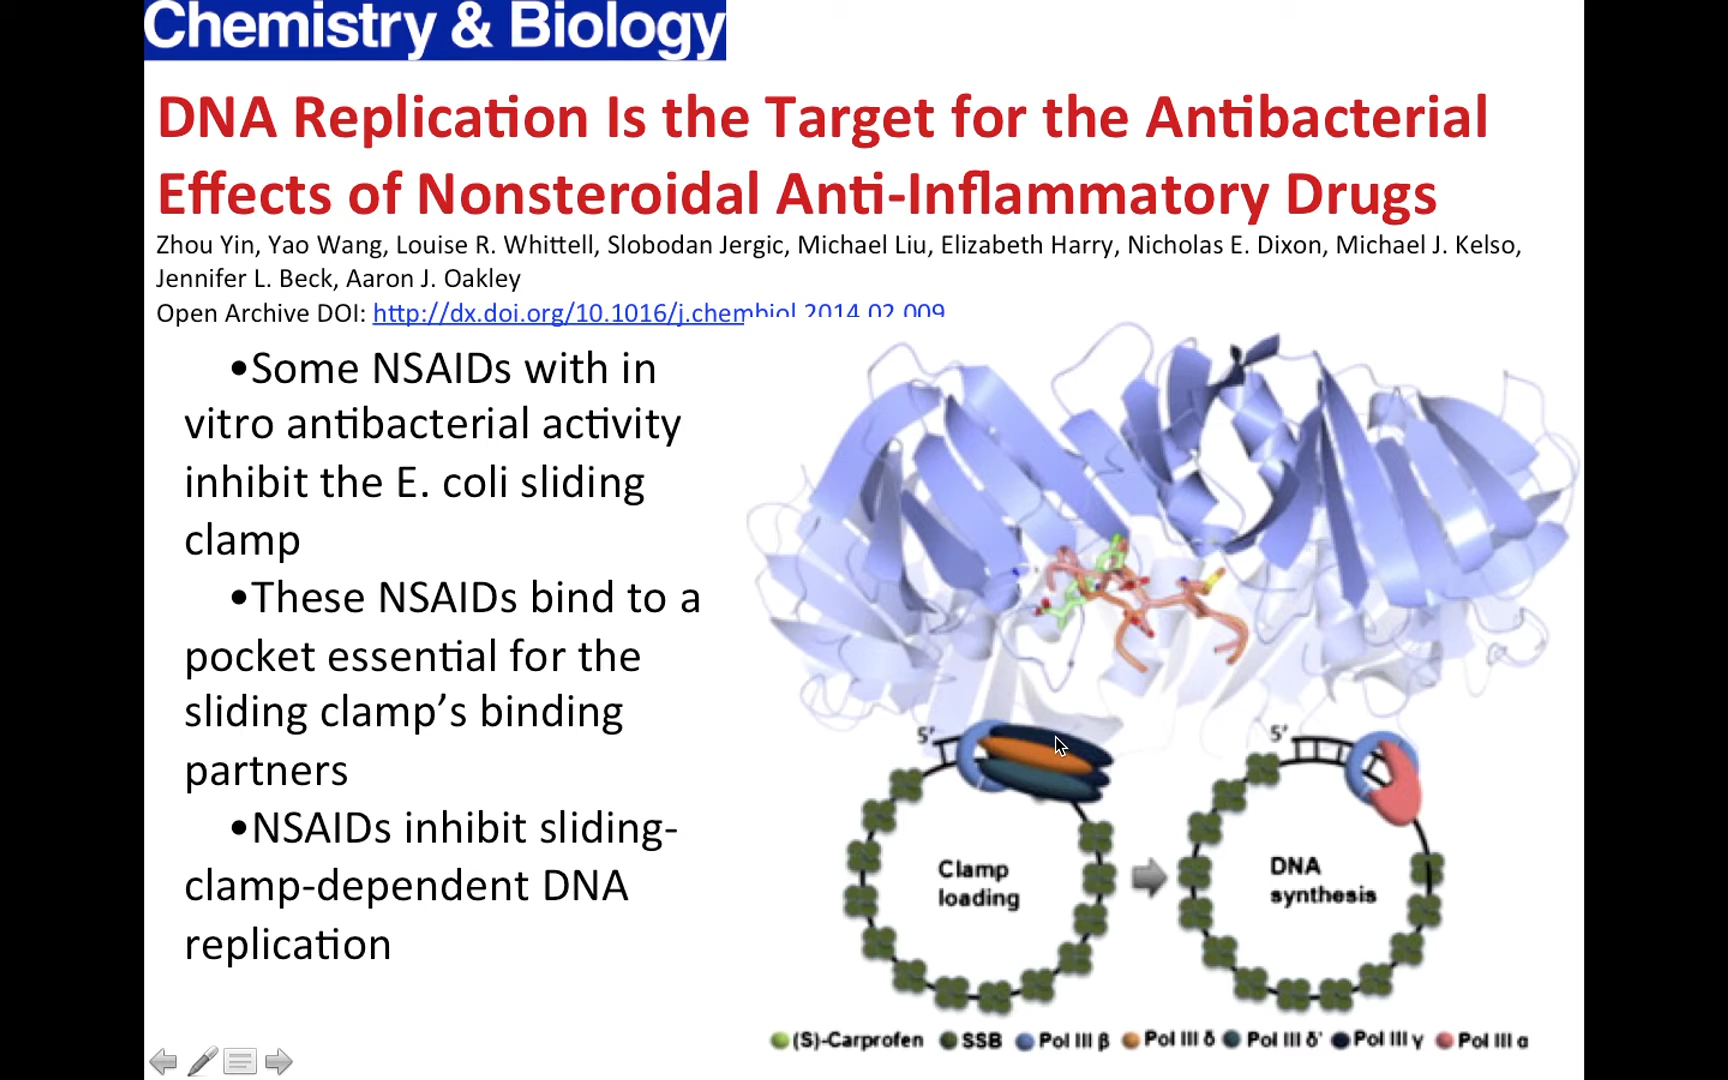 Chemistry & Biology
DNA Replication Is the Target for the Antibacterial
Effects of Nonsteroidal Anti-Inflammatory Drugs
Zhou Yin, Yao Wang, Louise R. Whittell, Slobodan Jergic, Michael Liu, Elizabeth Harry, Nicholas E. Dixon, Michael J. Kelso,
Jennifer L. Beck, Aaron J. Oakley
Open Archive DOI: http://dx.doi.org/10.1016/j.chembiol.2014.02.009
•Some NSAIDs with in
vitro antibacterial activity
inhibit the E. coli sliding
clamp
•These NSAIDs bind to a
pocket essential for the
sliding clamp’s binding
partners
•NSAIDs inhibit sliding-
clamp-dependent DNA
replication
5'
5'
Clamp
loading
DNA
synthesis
(S)-Carprofen SSB Pol III β Pol III δ Pol III δ' Pol III γ Pol III α